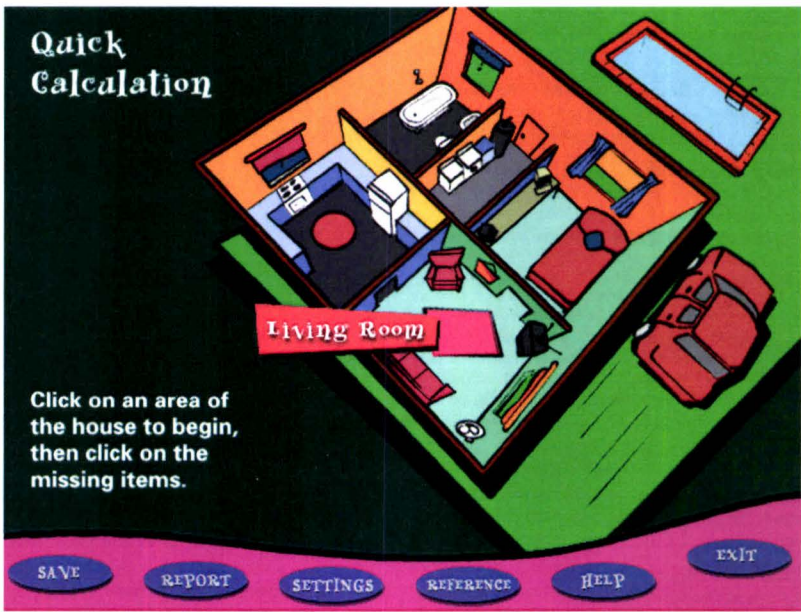 Quick
Calculation
Living Room
Click on an area of
the house to begin,
then click on the
missing items.
SAVE
REPORT
SETTINGS
REFERENCE
HELP
EXIT